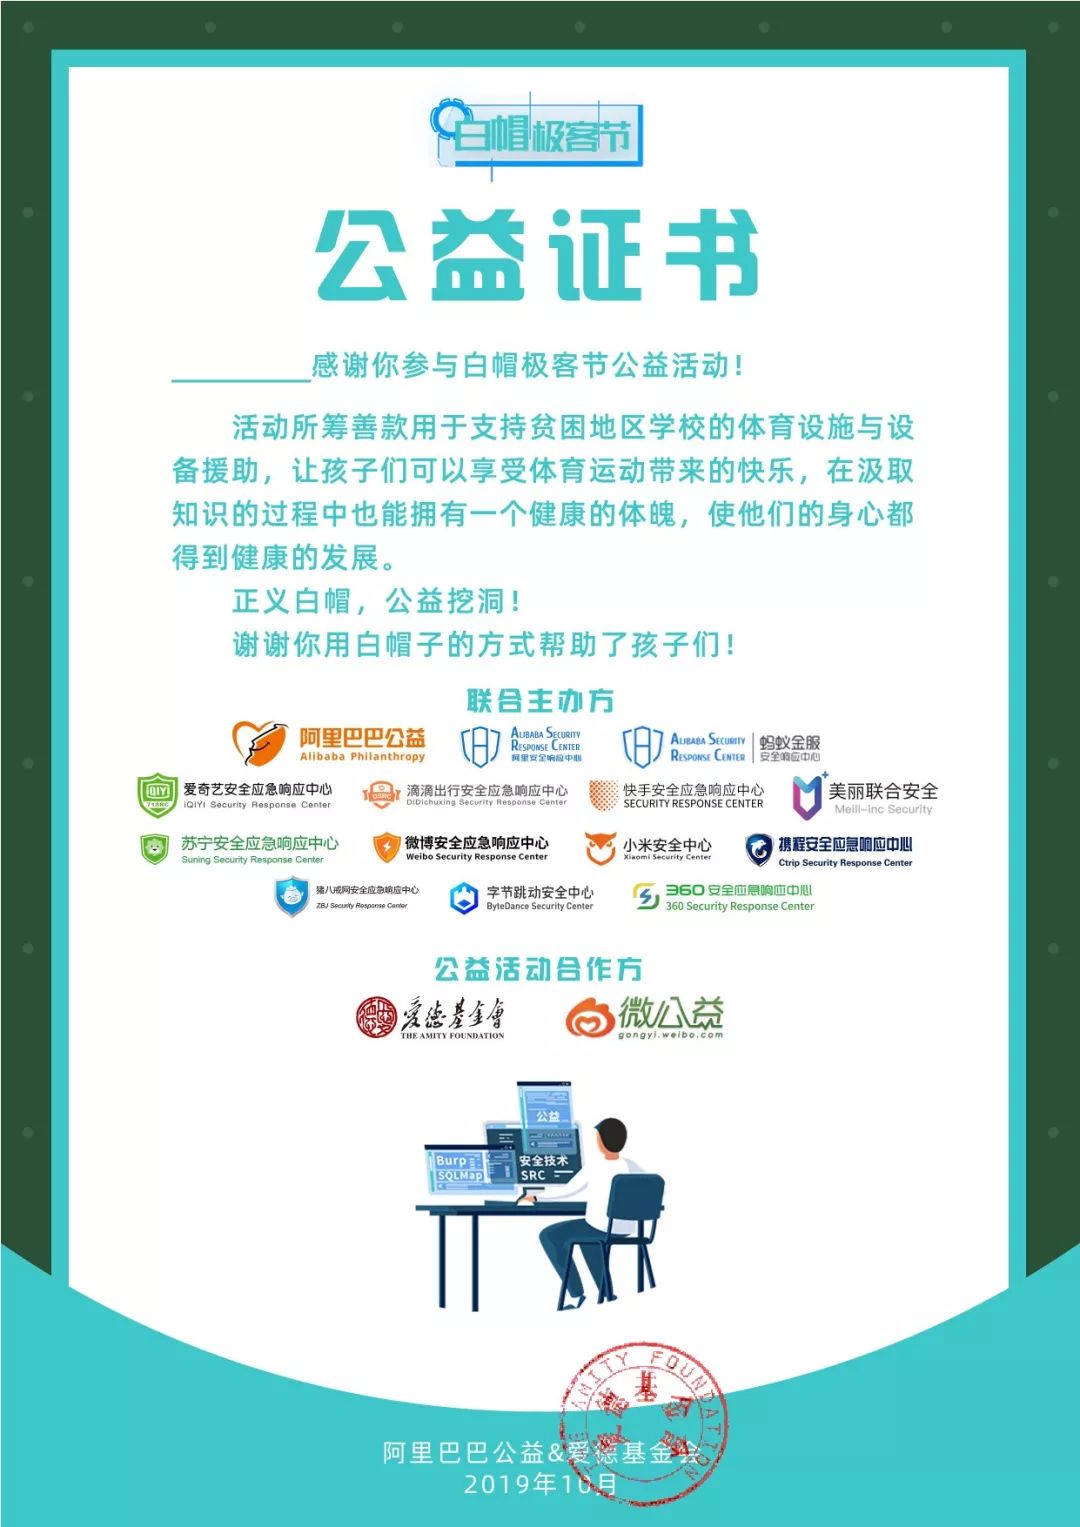 白帽极客节
公益证书
感谢你参与白帽极客节公益活动！
活动所筹善款用于支持贫困地区学校的体育设施与设
备援助，让孩子们可以享受体育运动带来的快乐，在汲取
知识的过程中也能拥有一个健康的体魄，使他们的身心都
得到健康的发展。
正义白帽，公益挖洞！
谢谢你用白帽子的方式帮助了孩子们！
联合主办方
阿里巴巴公益
Alibaba Philanthropy
ALIBABA SECURITY
RESPONSE CENTER
阿里安全响应中心
ALIBABA SECURITY
RESPONSE CENTER
蚂蚁金服
安全响应中心
iQIYI
71SRC
爱奇艺安全应急响应中心
iQIYI Security Response Center
DSRC
滴滴出行安全应急响应中心
DiDichuxing Security Response Center
快手安全应急响应中心
SECURITY RESPONSE CENTER
美丽联合安全
Meili-inc Security
苏宁安全应急响应中心
Suning Security Response Center
微博安全应急响应中心
Weibo Security Response Center
小米安全中心
Xiaomi Security Center
携程安全应急响应中心
Ctrip Security Response Center
猪八戒网安全应急响应中心
ZBJ Security Response Center
字节跳动安全中心
ByteDance Security Center
360 安全应急响应中心
360 Security Response Center
公益活动合作方
爱德
愛德基金會
THE AMITY FOUNDATION
微公益
gongyi.weibo.com
公益
Burp
SQLMap
安全技术
SRC
THE AMITY FOUNDATION
爱德基金会
阿里巴巴公益&爱德基金会
2019年10月